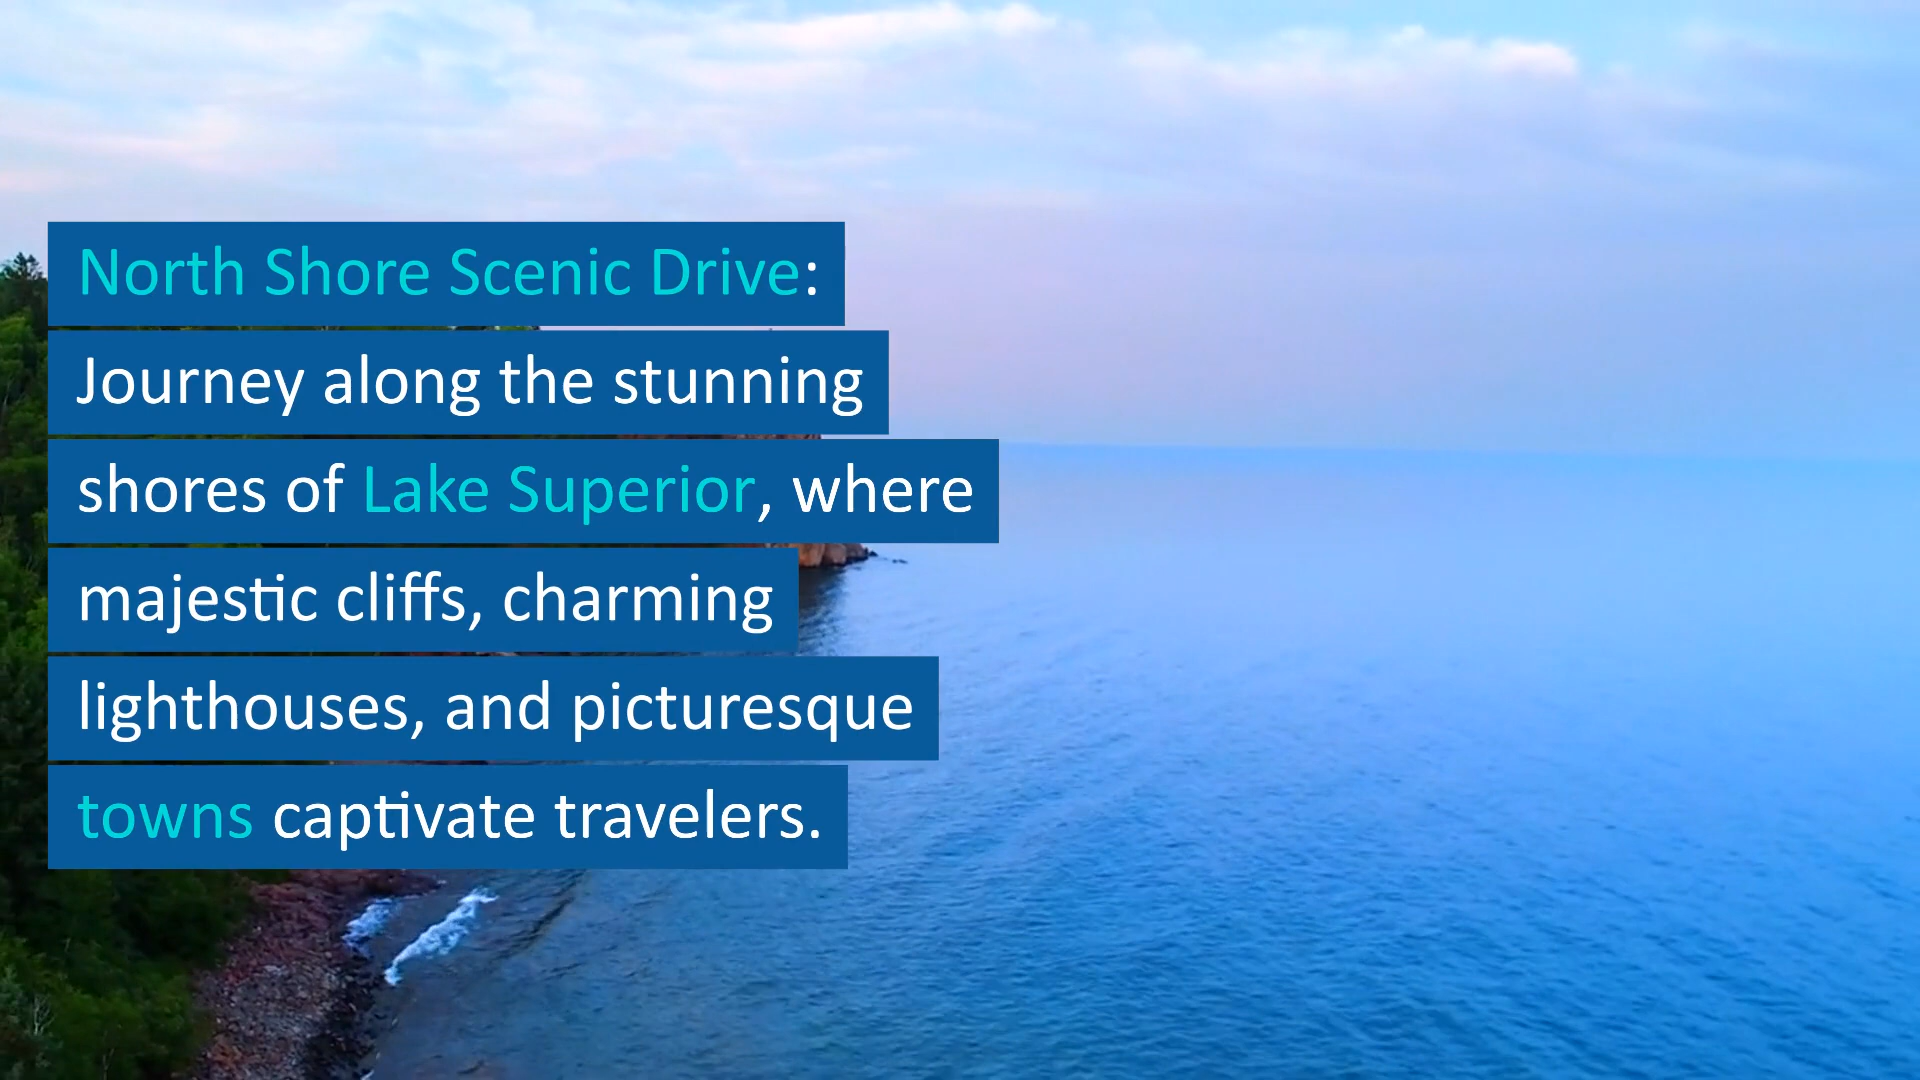 North Shore Scenic Drive:
Journey along the stunning
shores of Lake Superior, where
majestic cliffs, charming
lighthouses, and picturesque
towns captivate travelers.